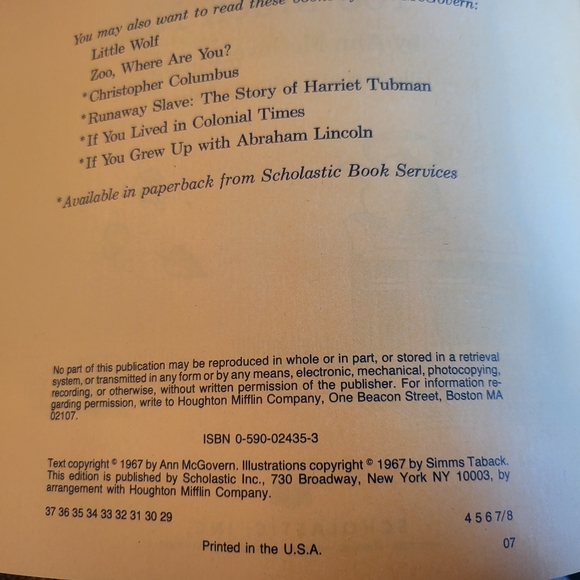 You may also want to read these books by Ann McGovern:
Little Wolf
Zoo, Where Are You?
*Christopher Columbus
*Runaway Slave: The Story of Harriet Tubman
*If You Lived in Colonial Times
*If You Grew Up with Abraham Lincoln
*Available in paperback from Scholastic Book Services
No part of this publication may be reproduced in whole or in part, or stored in a retrieval
system, or transmitted in any form or by any means, electronic, mechanical, photocopying,
recording, or otherwise, without written permission of the publisher. For information re-
garding permission, write to Houghton Mifflin Company, One Beacon Street, Boston MA
02107.
ISBN 0-590-02435-3
Text copyright © 1967 by Ann McGovern. Illustrations copyright © 1967 by Simms Taback.
This edition is published by Scholastic Inc., 730 Broadway, New York NY 10003, by
arrangement with Houghton Mifflin Company.
37 36 35 34 33 32 31 30 29 4 5 6 7/8
Printed in the U.S.A. 07